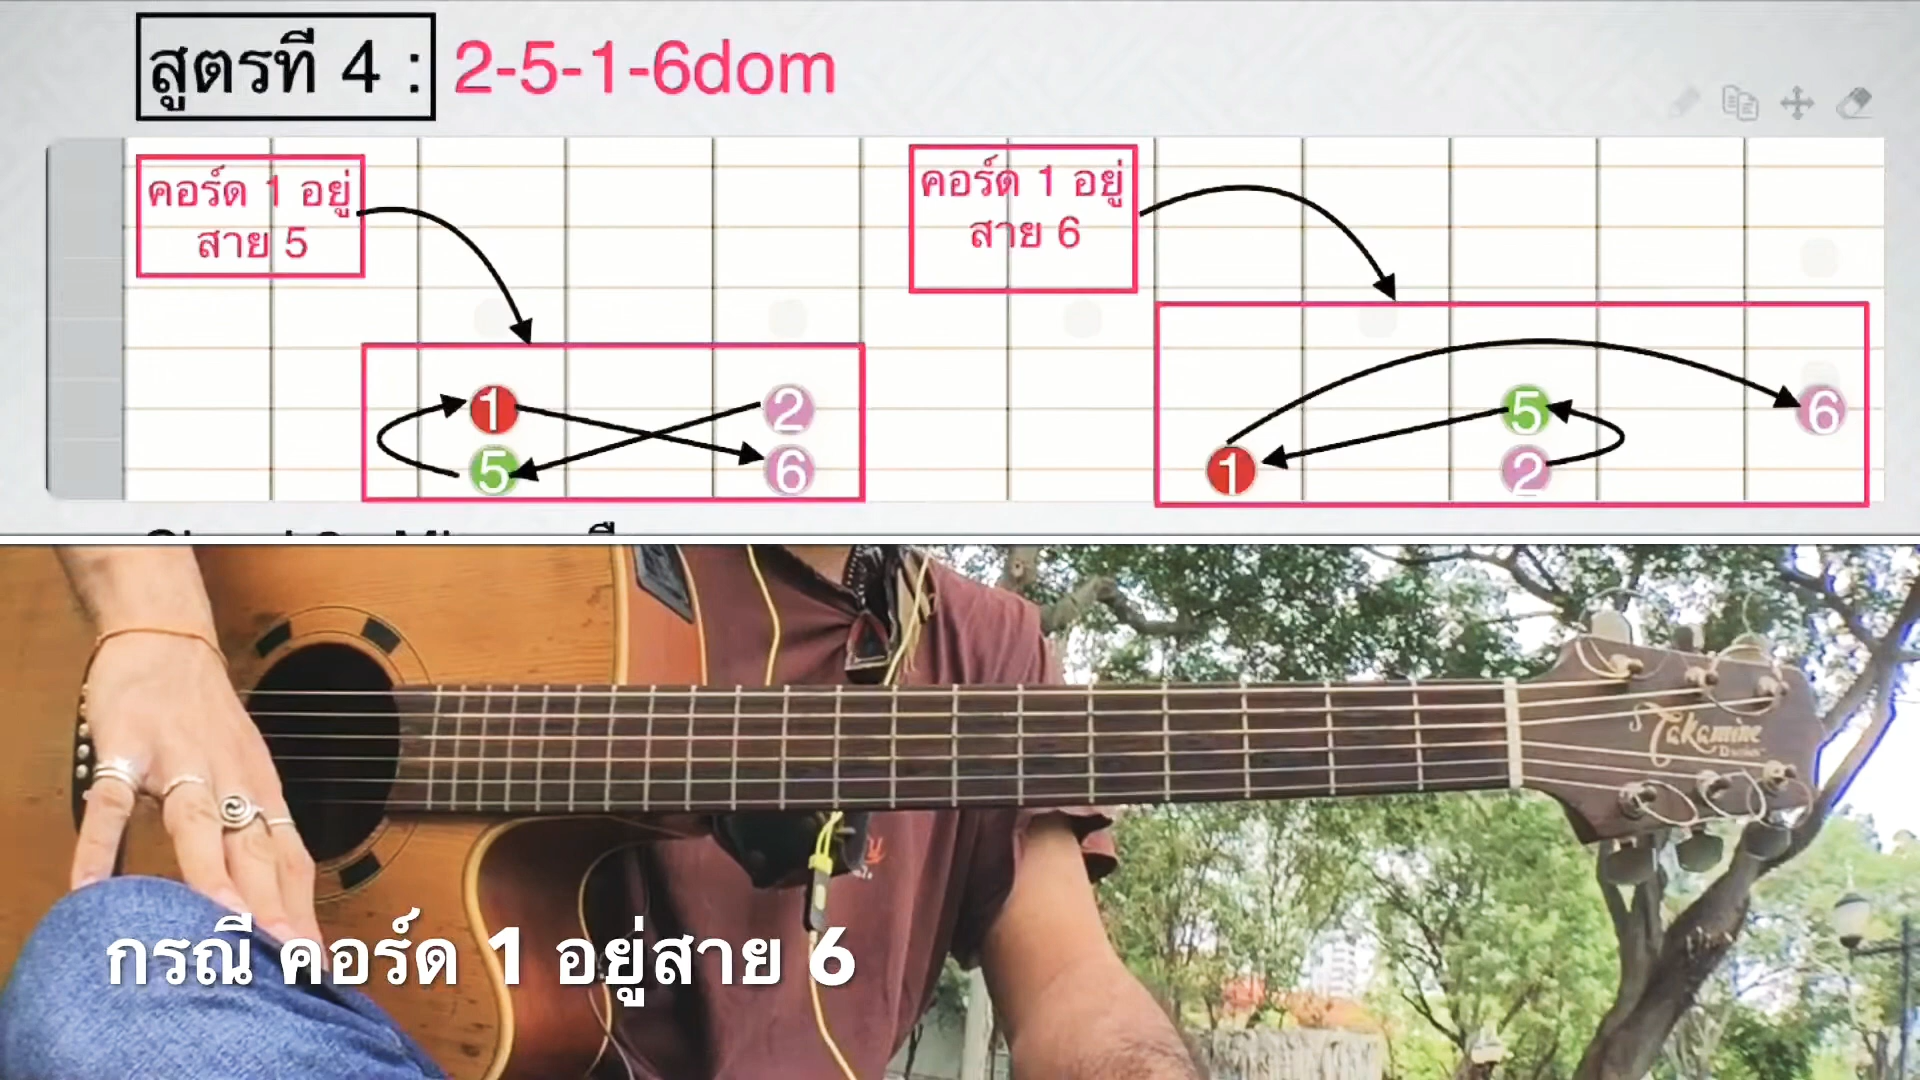 สูตรที่ 4 : 2-5-1-6dom
คอร์ด 1 อยู่
สาย 5
คอร์ด 1 อยู่
สาย 6
1
2
5
6
5
6
1
2
Takamine
กรณี คอร์ด 1 อยู่สาย 6